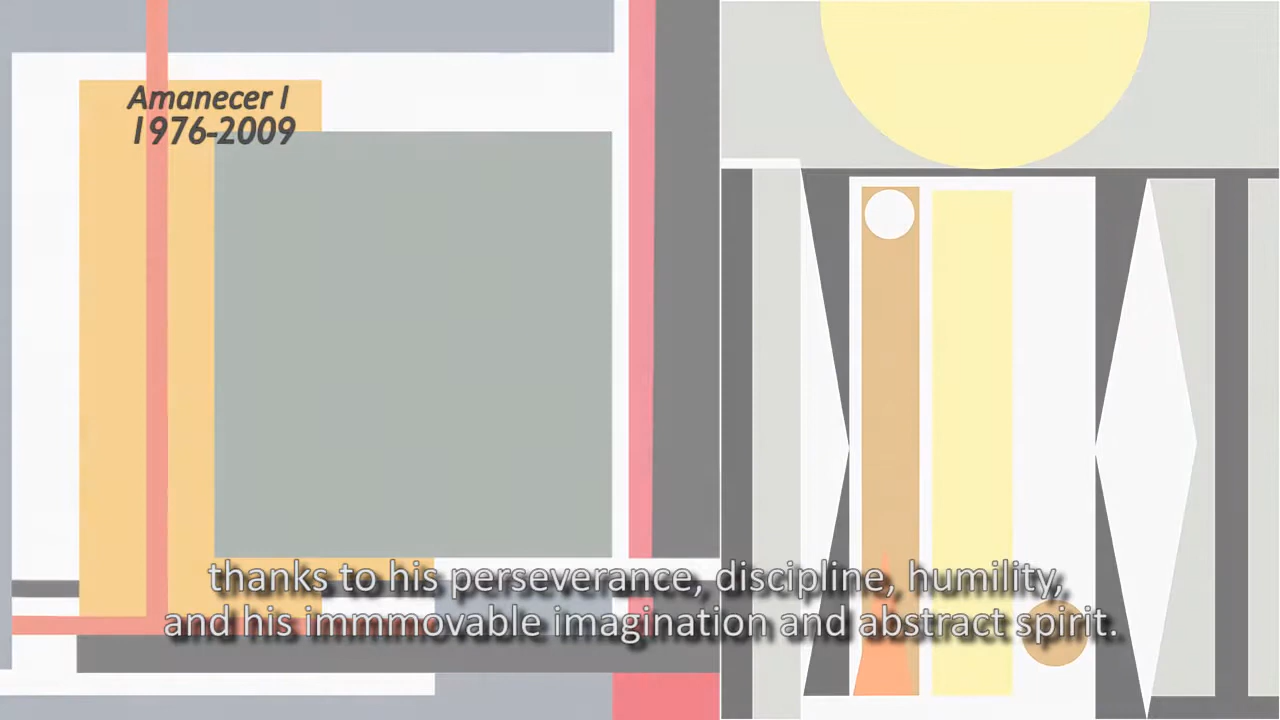 Amanecer I
1976-2009
thanks to his perseverance, discipline, humility,
and his immmovable imagination and abstract spirit.